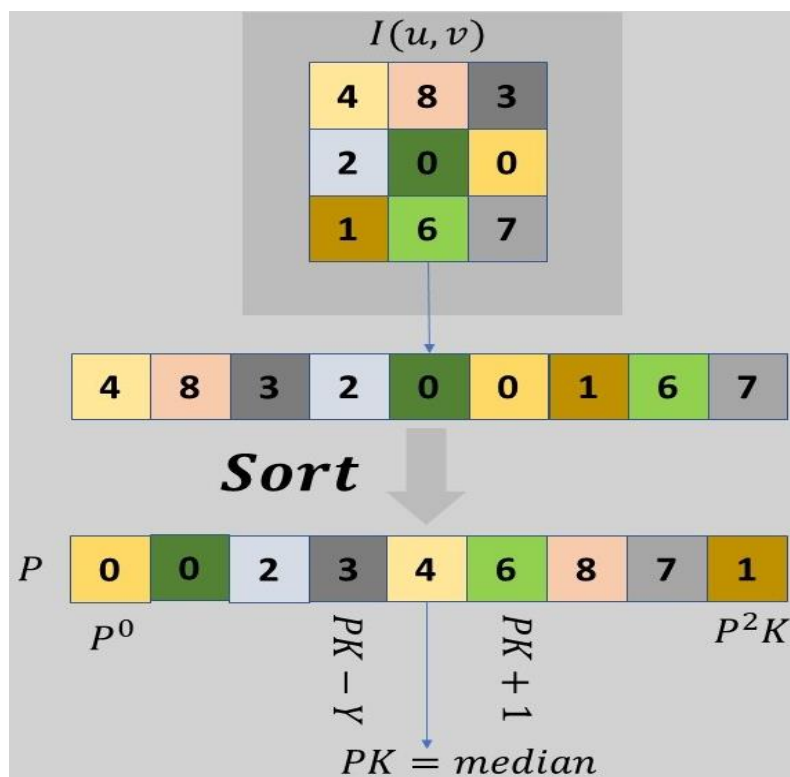 I(u, v)
4 8 3
2 0 0
1 6 7
4 8 3 2 0 0 1 6 7
Sort
P 0 0 2 3 4 6 8 7 1
P⁰ PK − Y PK + 1 P²K
PK = median